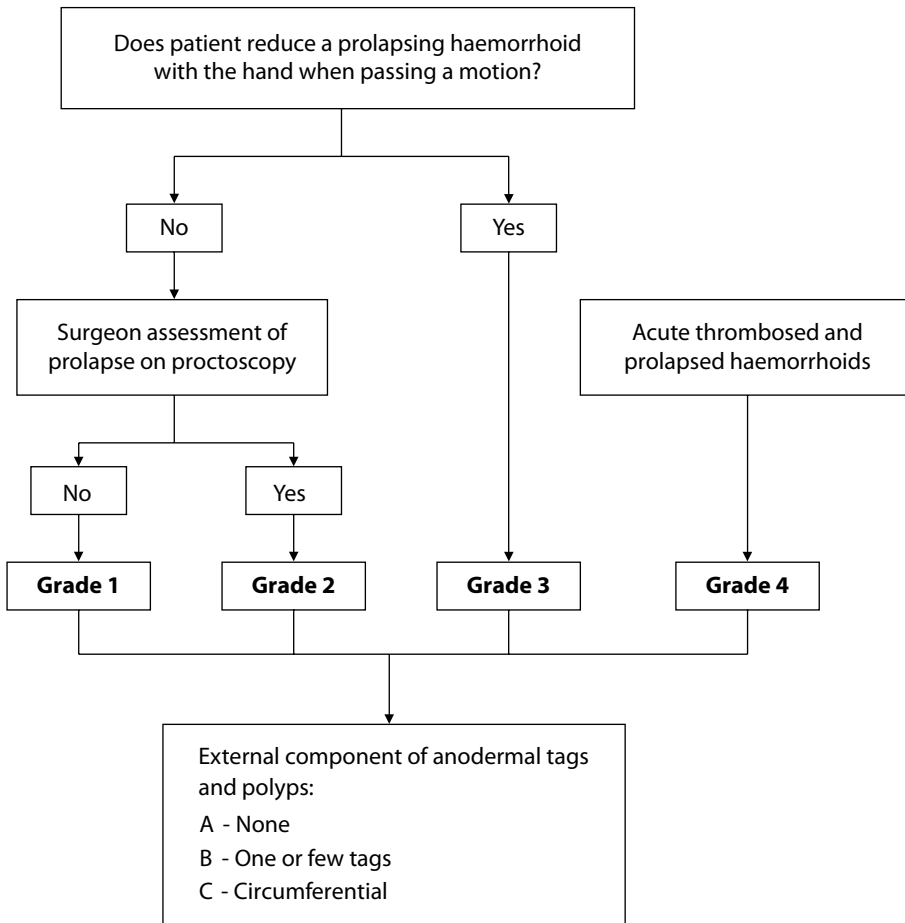 Does patient reduce a prolapsing haemorrhoid
with the hand when passing a motion?
No
Yes
Surgeon assessment of
prolapse on proctoscopy
Acute thrombosed and
prolapsed haemorrhoids
No
Yes
Grade 1
Grade 2
Grade 3
Grade 4
External component of anodermal tags
and polyps:
A - None
B - One or few tags
C - Circumferential